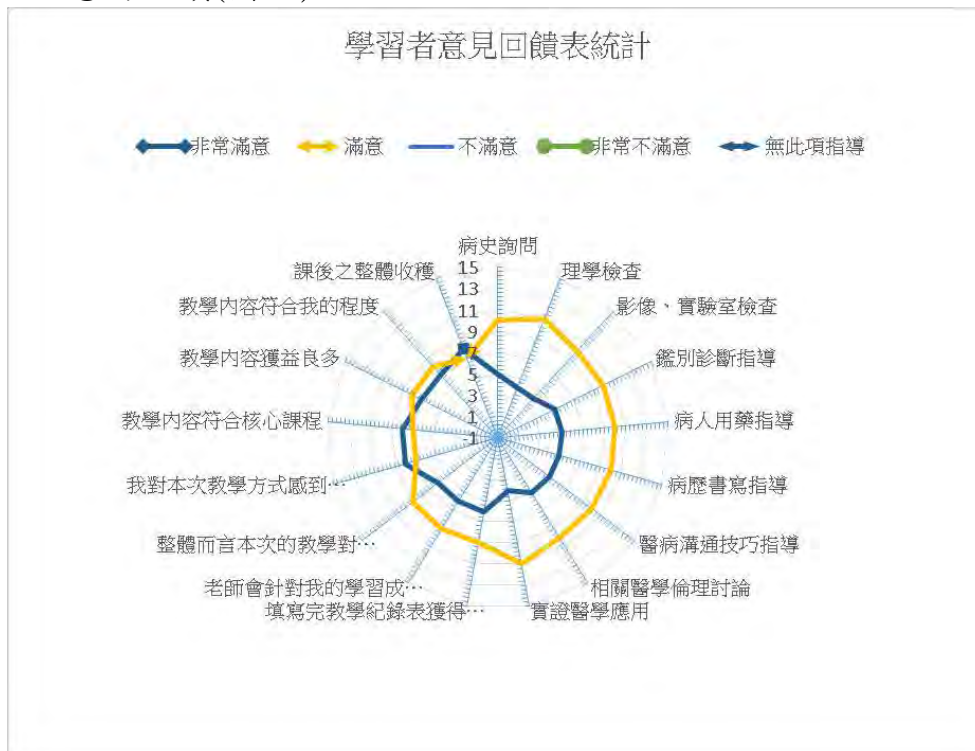 學習者意見回饋表統計
非常滿意 滿意 不滿意 非常不滿意 無此項指導
病史詢問
理學檢查
影像、實驗室檢查
鑑別診斷指導
病人用藥指導
病歷書寫指導
醫病溝通技巧指導
相關醫學倫理討論
實證醫學應用
填寫完教學紀錄表獲得…
老師會針對我的學習成…
整體而言本次的教學對…
我對本次教學方式感到…
教學內容符合核心課程
教學內容獲益良多
教學內容符合我的程度
課後之整體收穫
15
13
11
9
7
5
3
1
-1